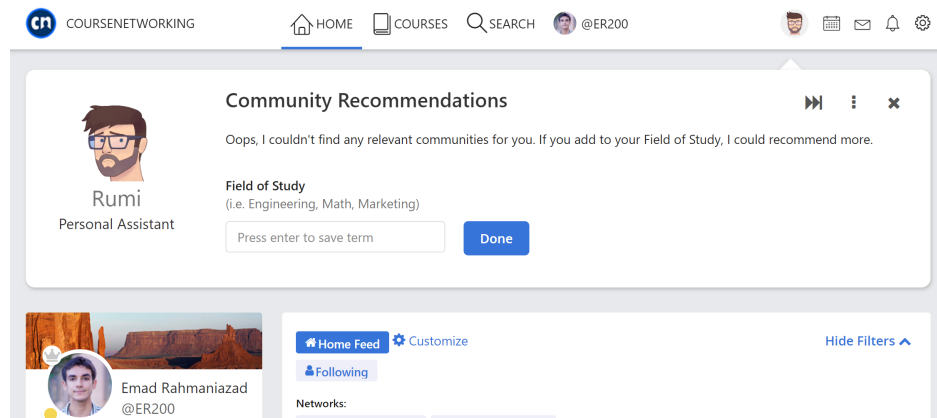 cn COURSENETWORKING HOME COURSES SEARCH @ER200
Community Recommendations
Oops, I couldn't find any relevant communities for you. If you add to your Field of Study, I could recommend more.
Rumi
Personal Assistant
Field of Study
(i.e. Engineering, Math, Marketing)
Press enter to save term
Done
Emad Rahmaniazad
@ER200
Home Feed Customize Hide Filters
Following
Networks: